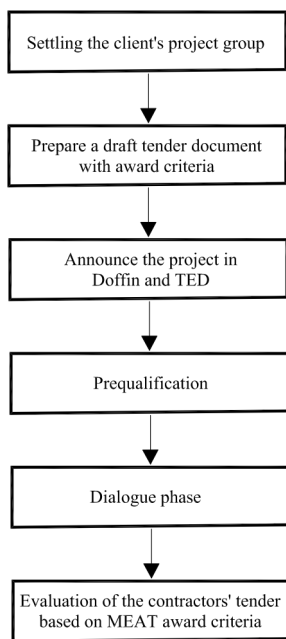 Settling the client's project group
Prepare a draft tender document
with award criteria
Announce the project in
Doffin and TED
Prequalification
Dialogue phase
Evaluation of the contractors' tender
based on MEAT award criteria